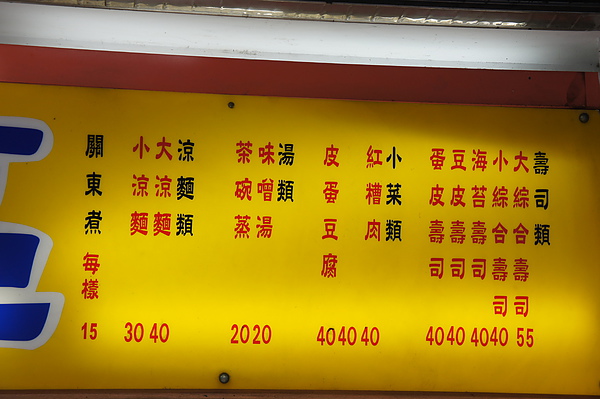 壽司類
大綜合壽司 55
小綜合壽司 40
海苔壽司 40
豆皮壽司 40
蛋皮壽司 40
小菜類
紅糟肉 40
40
皮蛋豆腐 40
湯類
味噌湯 20
茶碗蒸 20
涼麵類
大涼麵 40
小涼麵 30
關東煮 每樣 15